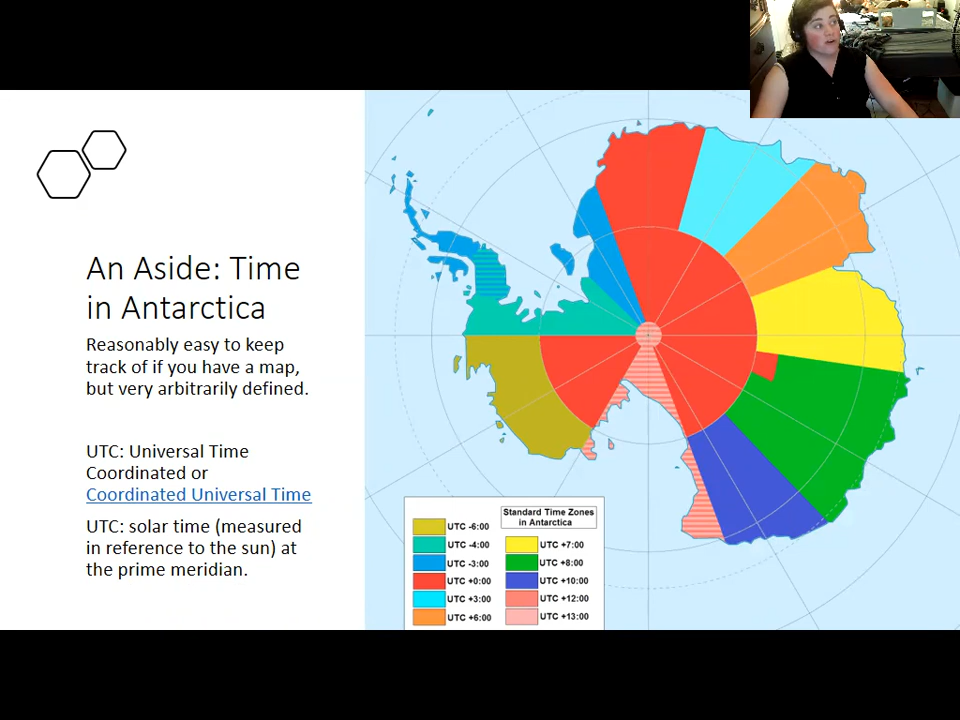 An Aside: Time
in Antarctica
Reasonably easy to keep
track of if you have a map,
but very arbitrarily defined.
UTC: Universal Time
Coordinated or
Coordinated Universal Time
UTC: solar time (measured
in reference to the sun) at
the prime meridian.
Standard Time Zones
in Antarctica
UTC -6:00
UTC -4:00
UTC -3:00
UTC +0:00
UTC +3:00
UTC +6:00
UTC +7:00
UTC +8:00
UTC +10:00
UTC +12:00
UTC +13:00